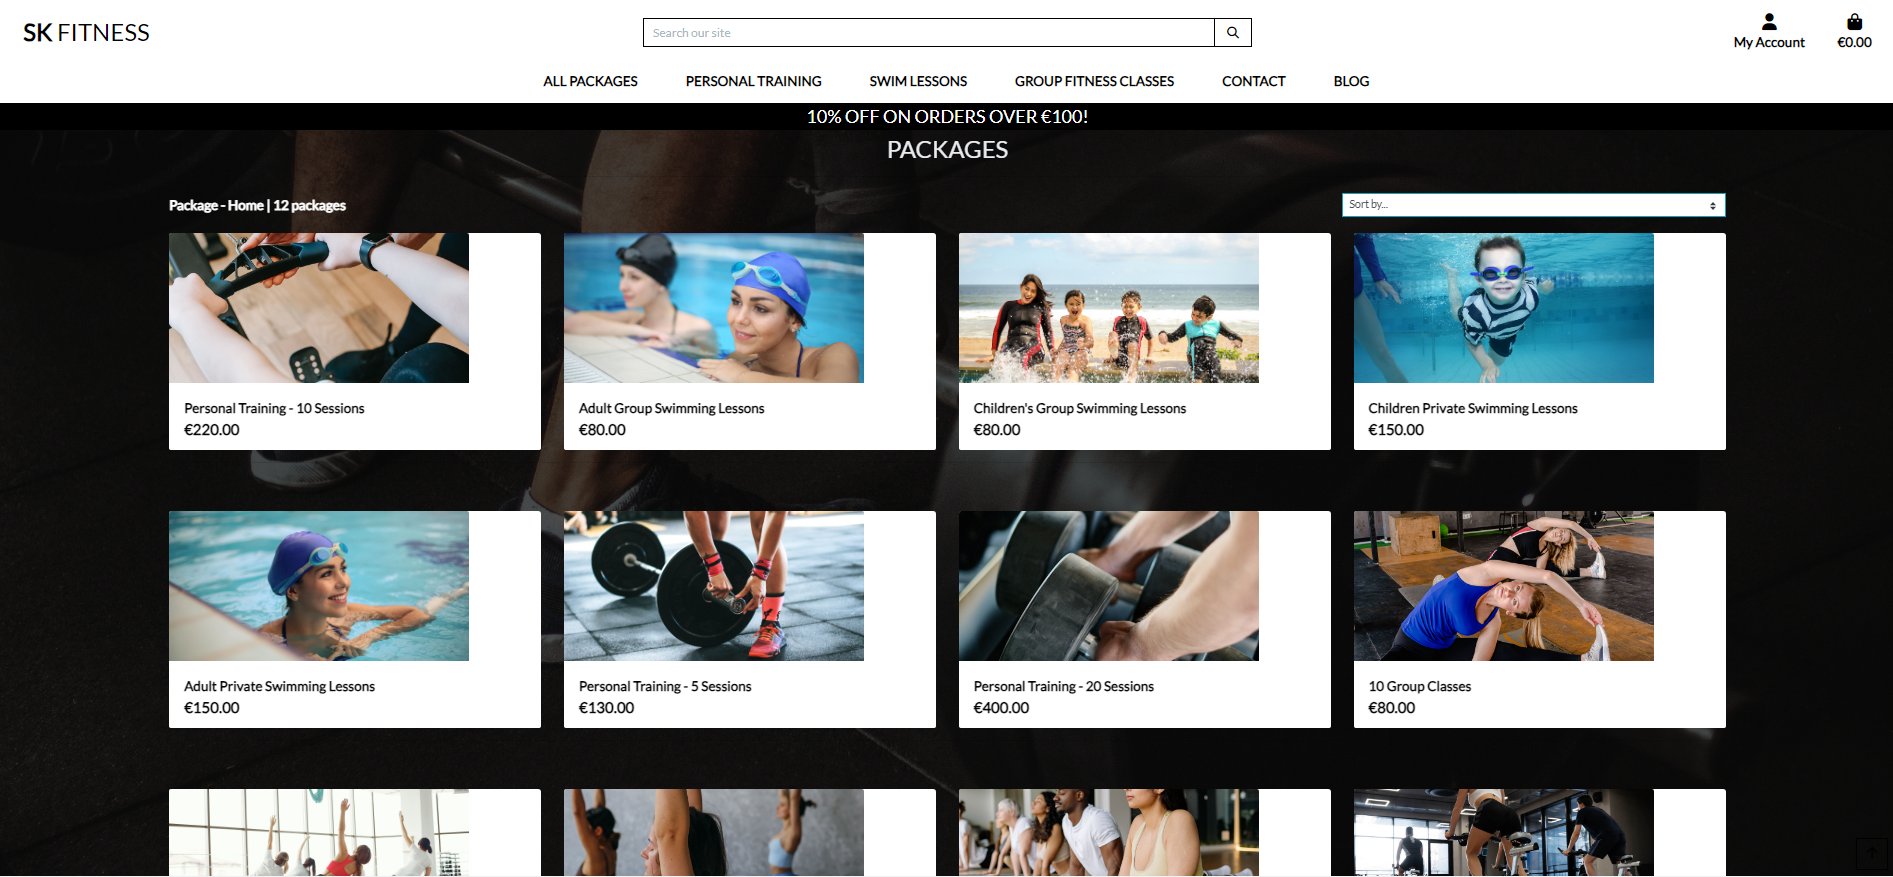 SK FITNESS
Search our site
My Account
€0.00
ALL PACKAGES
PERSONAL TRAINING
SWIM LESSONS
GROUP FITNESS CLASSES
CONTACT
BLOG
10% OFF ON ORDERS OVER €100!
PACKAGES
Package - Home | 12 packages
Sort by...
Personal Training - 10 Sessions
€220.00
Adult Group Swimming Lessons
€80.00
Children's Group Swimming Lessons
€80.00
Children Private Swimming Lessons
€150.00
Adult Private Swimming Lessons
€150.00
Personal Training - 5 Sessions
€130.00
Personal Training - 20 Sessions
€400.00
10 Group Classes
€80.00